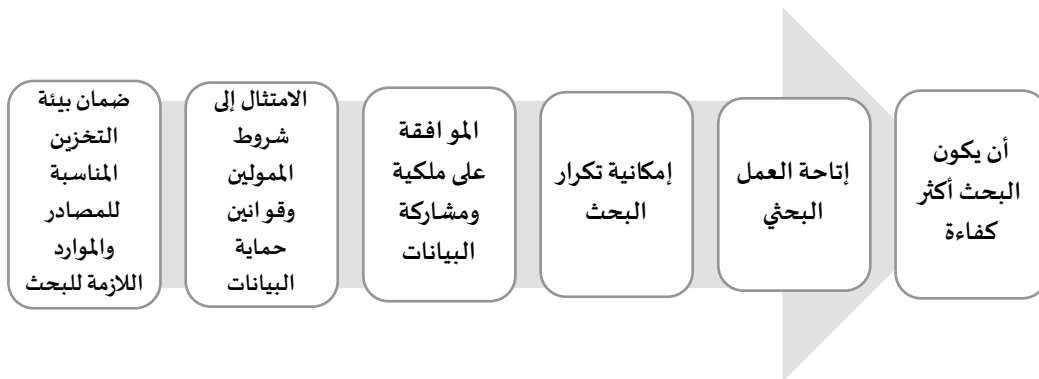 أن يكون
البحث أكثر
كفاءة
إتاحة العمل
البحثي
إمكانية تكرار
البحث
الموافقة
على ملكية
ومشاركة
البيانات
الامتثال إلى
شروط
الممولين
وقوانين
حماية
البيانات
ضمان بيئة
التخزين
المناسبة
للمصادر
والموارد
اللازمة للبحث